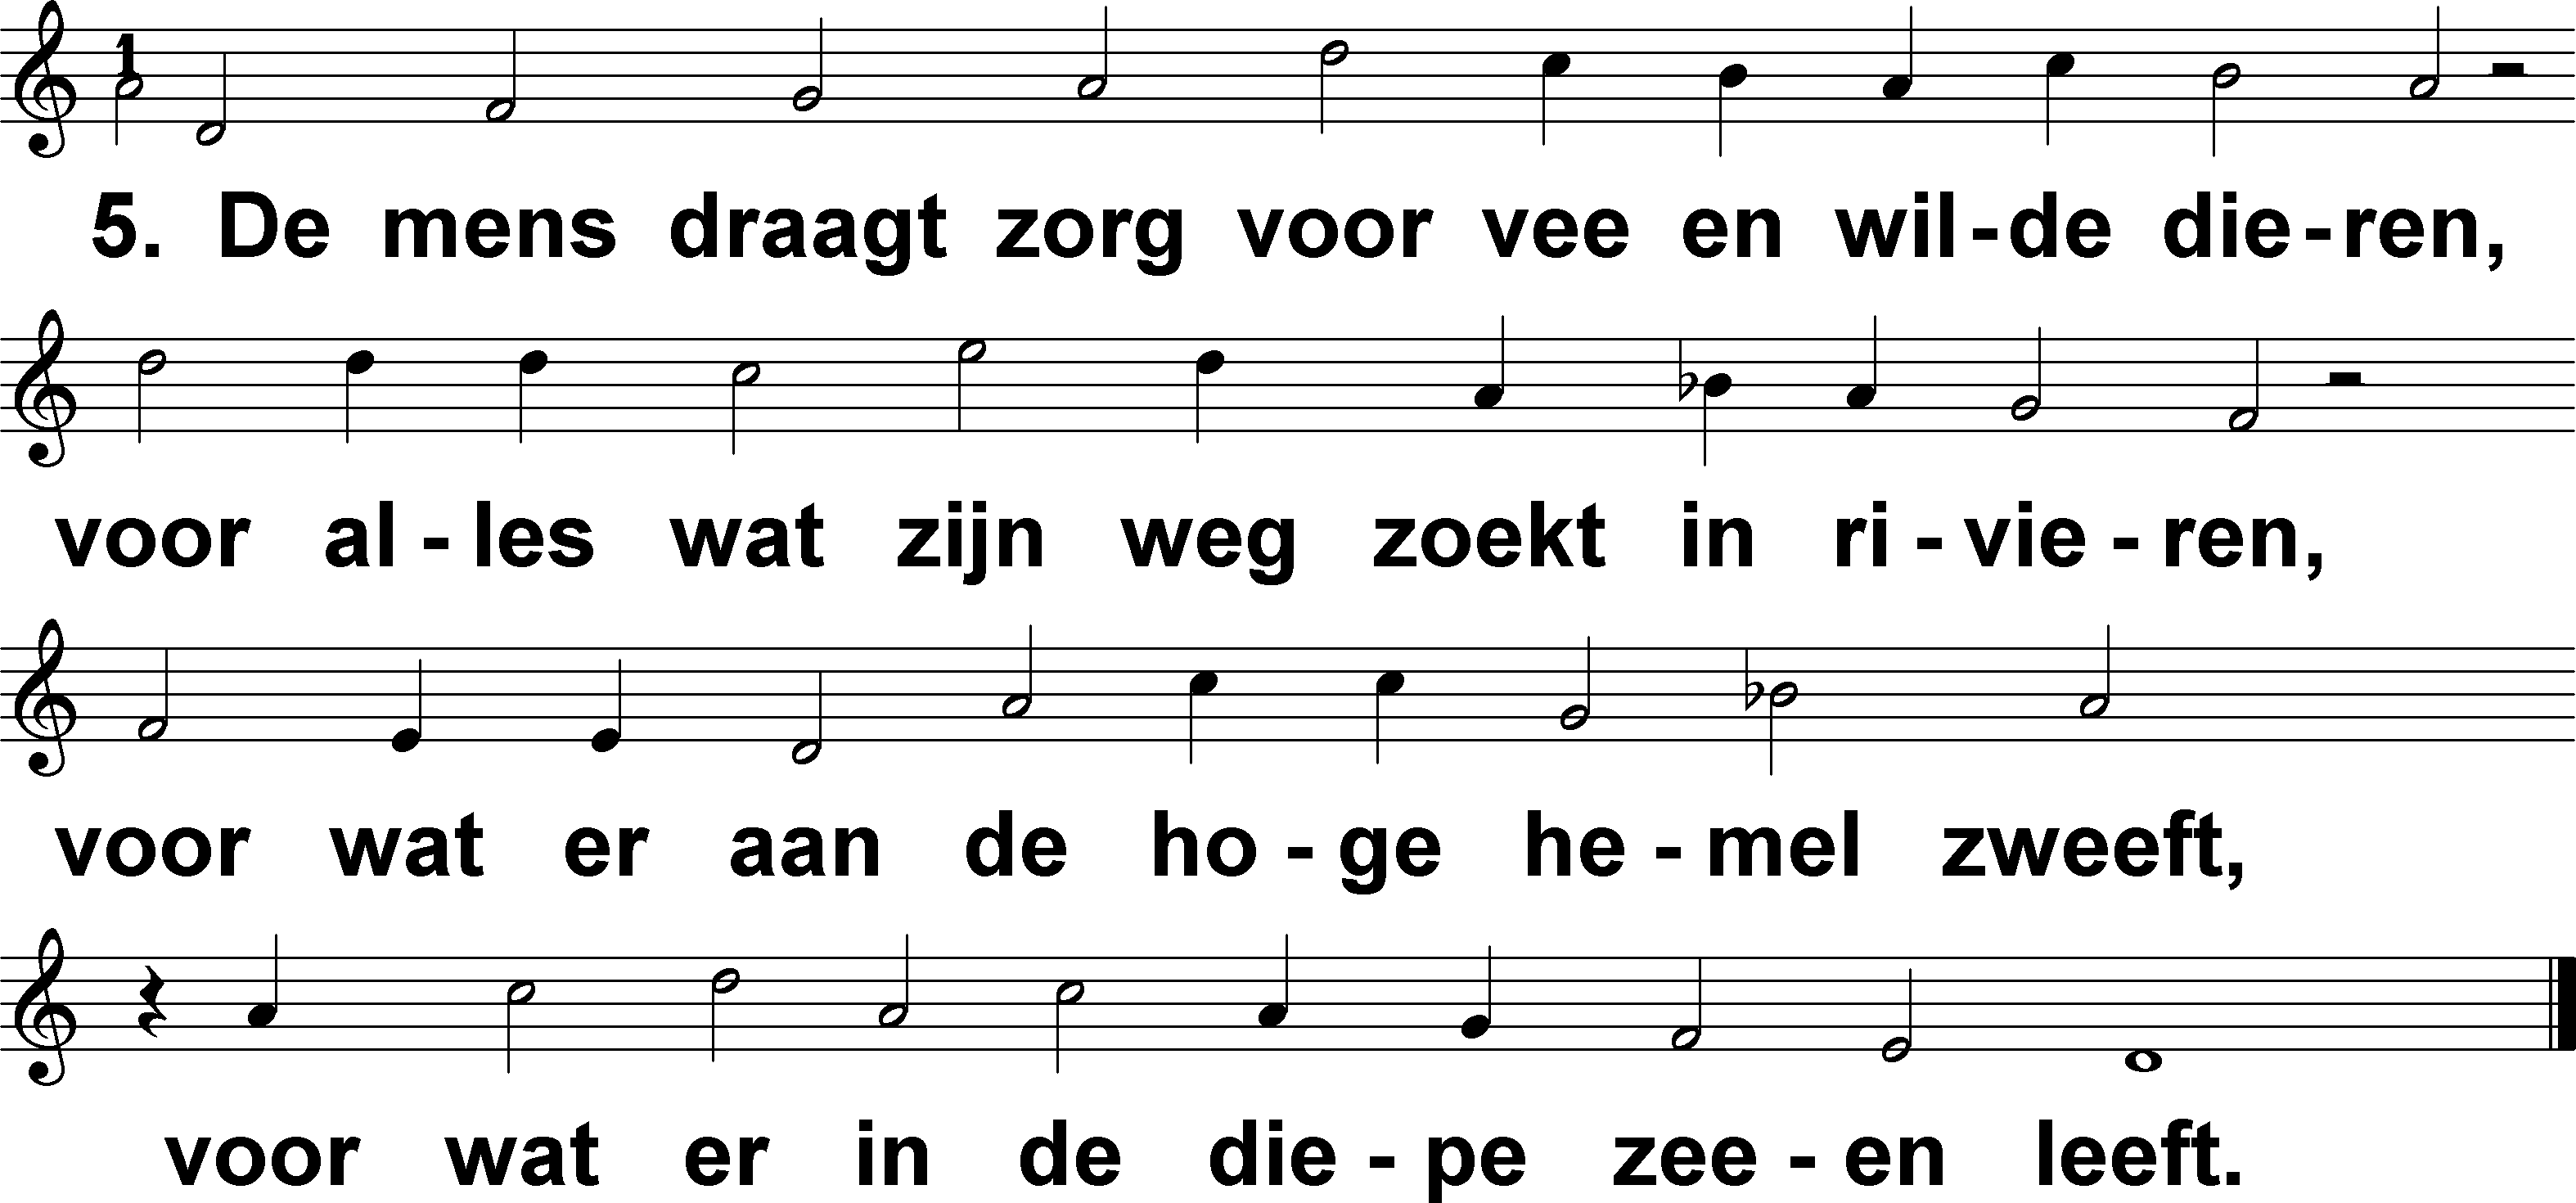 1
5. De mens draagt zorg voor vee en wil-de die-ren,
voor al-les wat zijn weg zoekt in ri-vie-ren,
voor wat er aan de ho-ge he-mel zweeft,
voor wat er in de die-pe zee-en leeft.